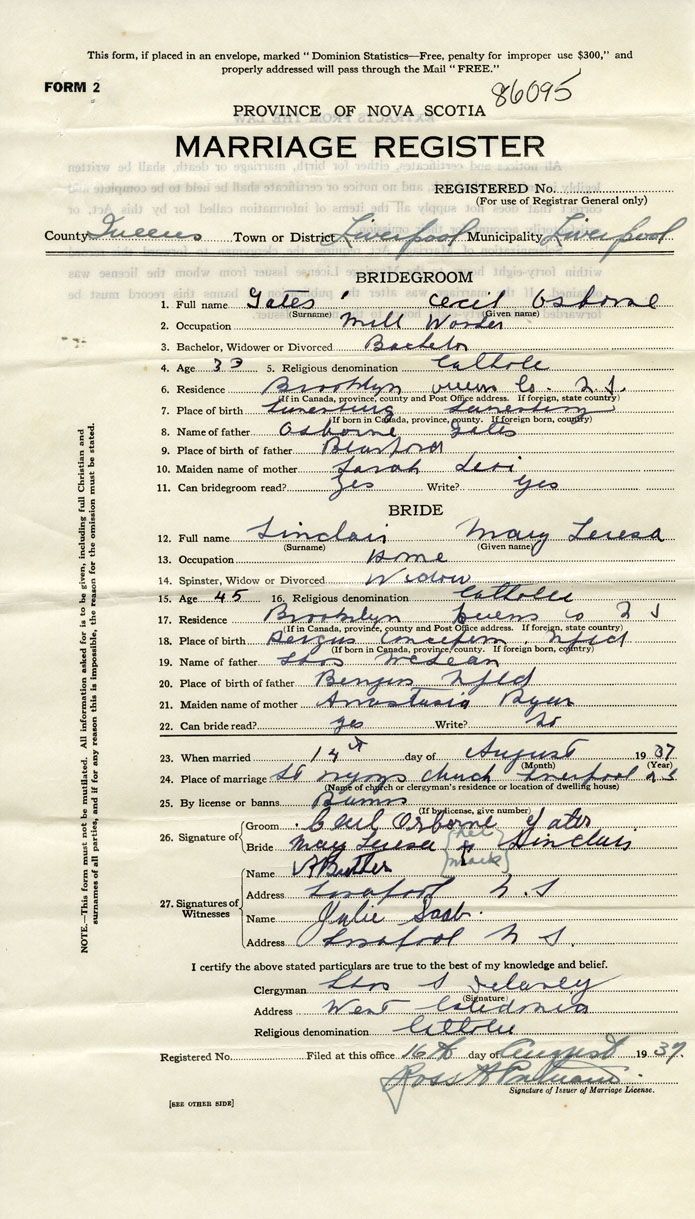 This form, if placed in an envelope, marked "Dominion Statistics—Free, penalty for improper use $300," and
properly addressed will pass through the Mail "FREE."
FORM 2
86095
PROVINCE OF NOVA SCOTIA
MARRIAGE REGISTER
REGISTERED No.
(For use of Registrar General only)
County Queens Town or District Liverpool Municipality Liverpool
BRIDEGROOM
1. Full name Gates Cecil Osborne
(Surname) (Given name)
2. Occupation Mill Worker
3. Bachelor, Widower or Divorced Bachelor
4. Age 5. Religious denomination Catholic
6. Residence Brooklyn Queens Co. N.S.
(If in Canada, province, county and Post Office address. If foreign, state country)
7. Place of birth Lunenburg Lunenburg
(If born in Canada, province, county. If foreign born, country)
8. Name of father Osborne Gates
9. Place of birth of father
10. Maiden name of mother Sarah Levi
11. Can bridegroom read? Yes Write? Yes
BRIDE
12. Full name Sinclair Mary Teresa
(Surname) (Given name)
13. Occupation Home
14. Spinster, Widow or Divorced Widow
15. Age 45 16. Religious denomination Catholic
17. Residence Brooklyn Queens Co N S
(If in Canada, province, county and Post Office address. If foreign, state country)
18. Place of birth Nfld
(If born in Canada, province, county. If foreign born, country)
19. Name of father Thos McLean
20. Place of birth of father Nfld
21. Maiden name of mother Anastasia
22. Can bride read? yes Write? No
23. When married 14th day of August 1937
(Month) (Year)
24. Place of marriage St church Liverpool N S
(Name of church or clergyman's residence or location of dwelling house)
25. By license or banns Banns
(If by license, give number)
26. Signature of Groom Cecil Osborne Gates
Bride Mary Teresa her X mark Sinclair
27. Signatures of Witnesses
Name Butler
Address Liverpool N.S
Name Julie
Address Liverpool N S.
I certify the above stated particulars are true to the best of my knowledge and belief.
Clergyman Thos Delaney
(Signature)
Address West Caledonia
Religious denomination Catholic
Registered No. Filed at this office 16th day of August 1937.
Signature of Issuer of Marriage License.
[SEE OTHER SIDE]
NOTE.—This form must not be mutilated. All information asked for is to be given, including full Christian and
surnames of all parties, and if for any reason this is impossible, the reason for the omission must be stated.